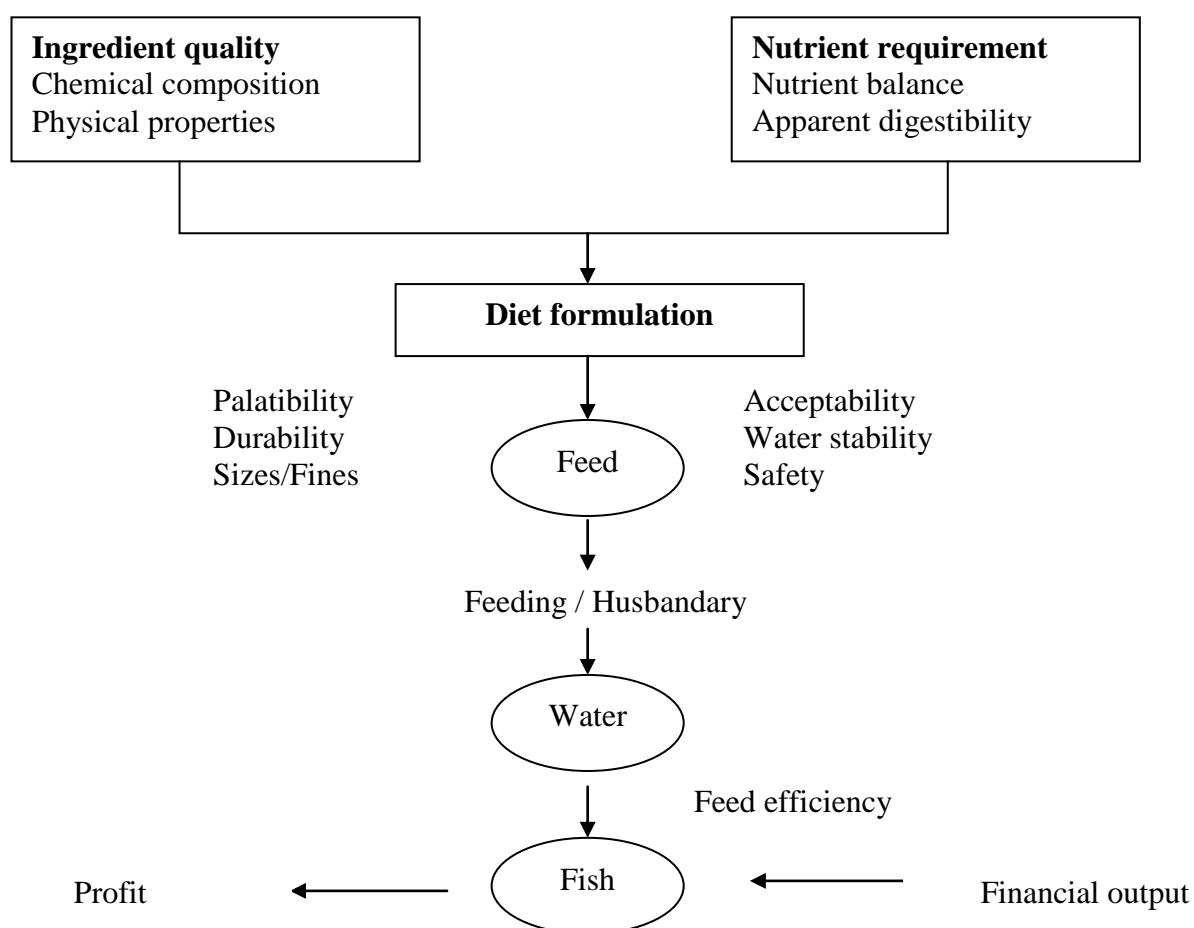 Ingredient quality
Chemical composition
Physical properties
Nutrient requirement
Nutrient balance
Apparent digestibility
Diet formulation
Palatibility
Durability
Sizes/Fines
Acceptability
Water stability
Safety
Feed
Feeding / Husbandary
Water
Feed efficiency
Profit
Fish
Financial output